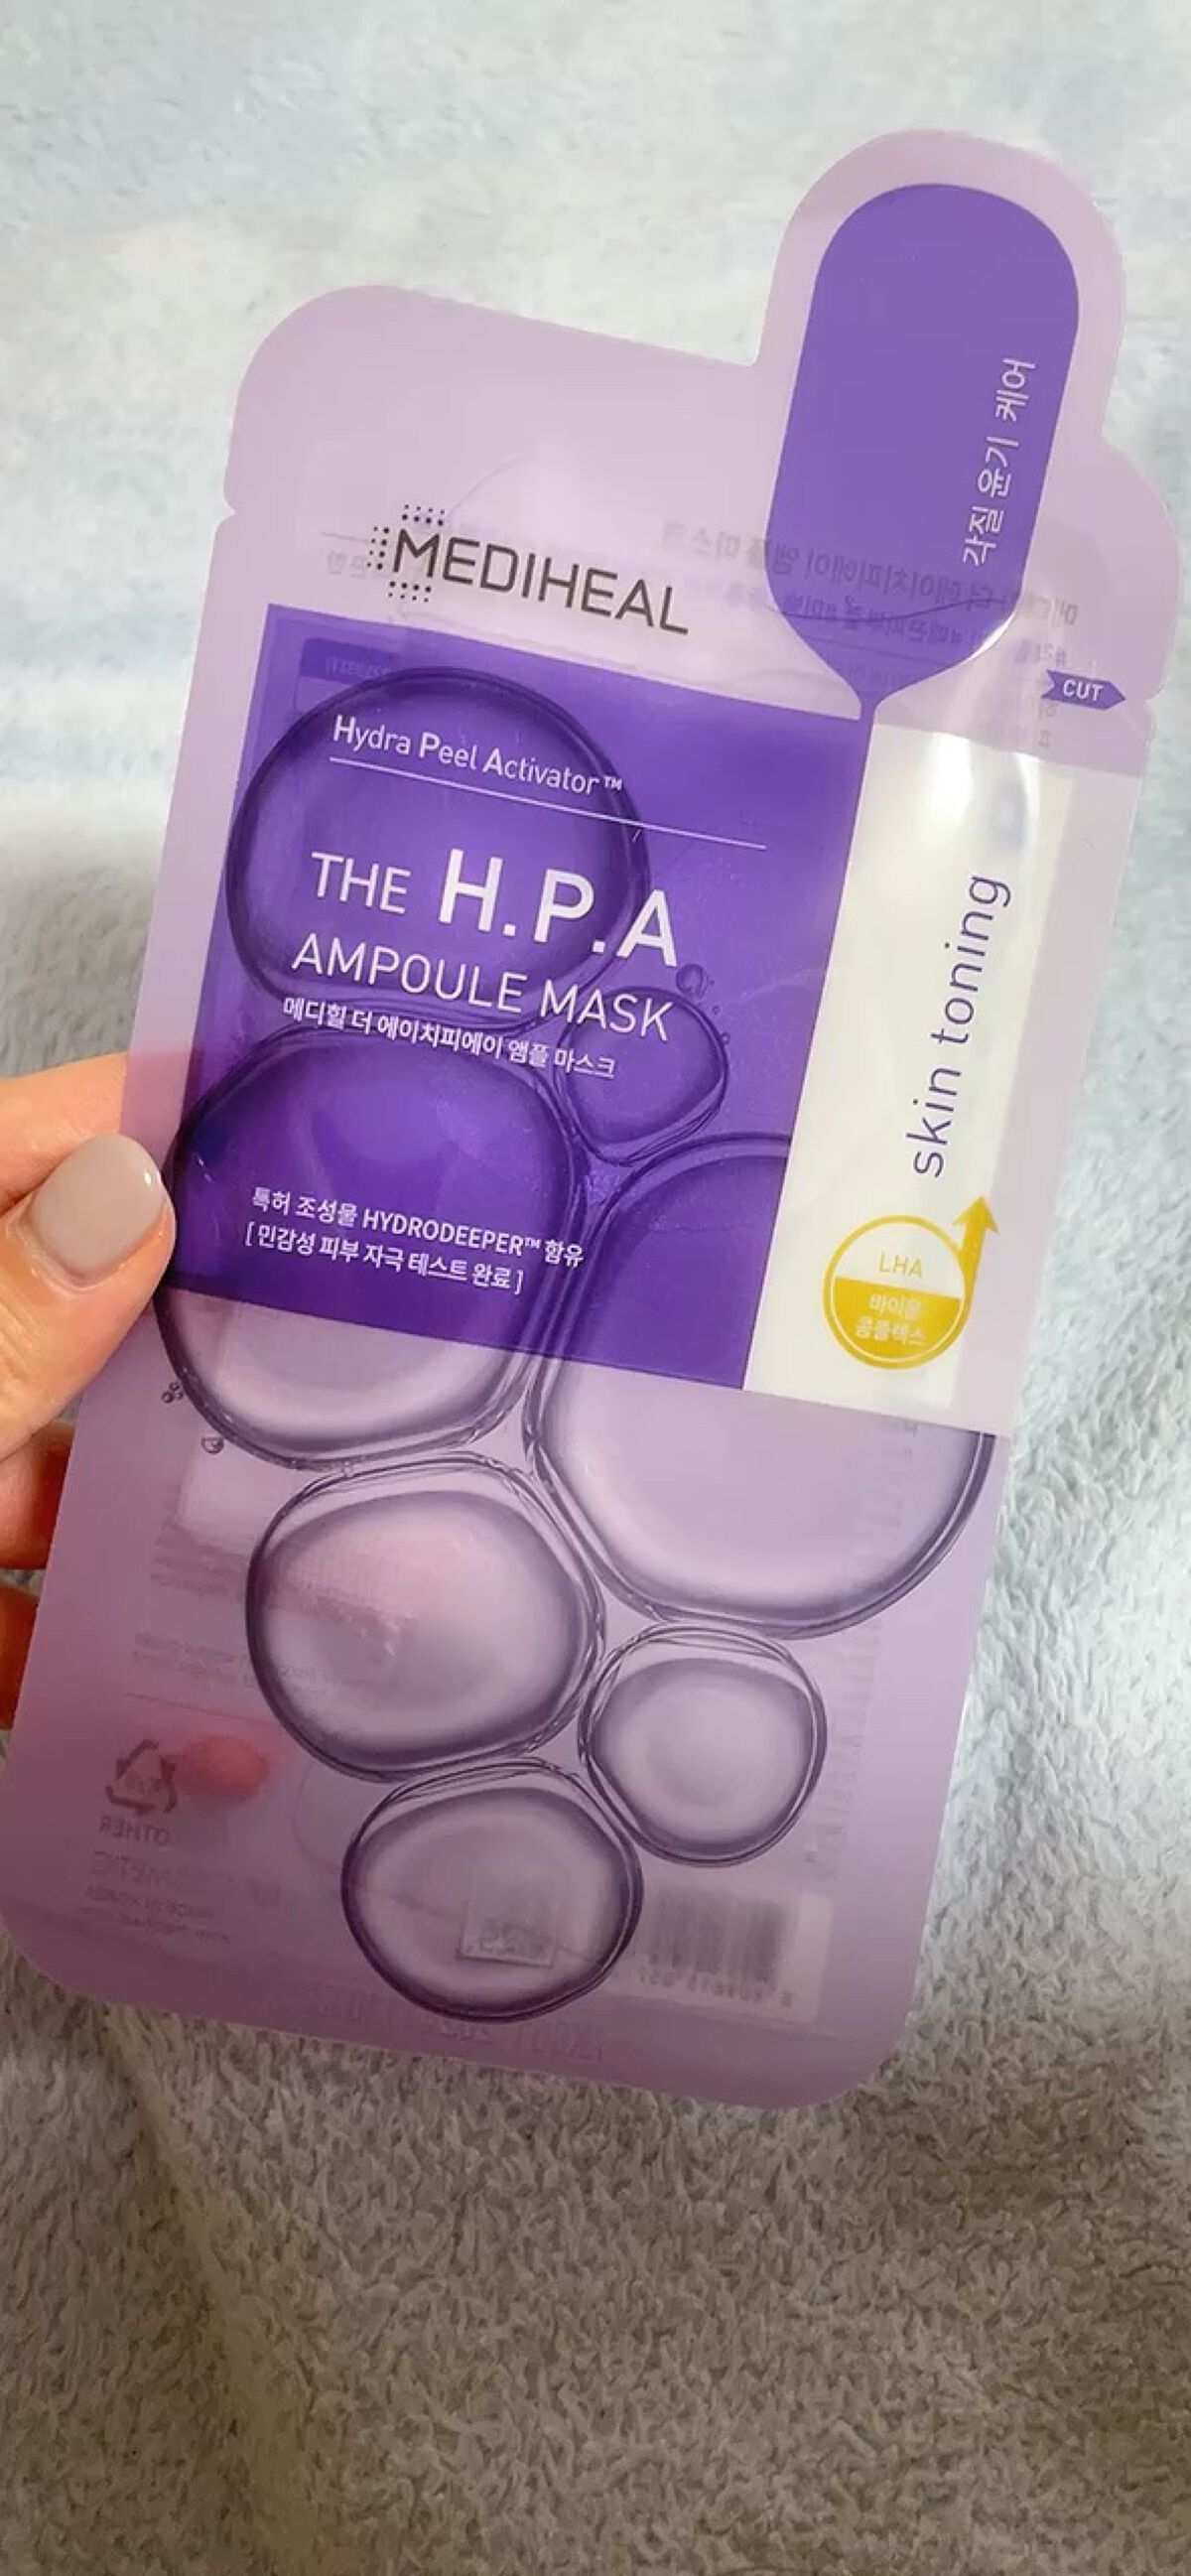 각질 윤기 케어
MEDIHEAL
CUT
Hydra Peel Activator™
THE H.P.A
AMPOULE MASK
메디힐 더 에이치피에이 앰플 마스크
skin toning
특허 조성물 HYDRODEEPER™ 함유
[ 민감성 피부 자극 테스트 완료 ]
LHA
바이옴
콤플렉스
OTHER